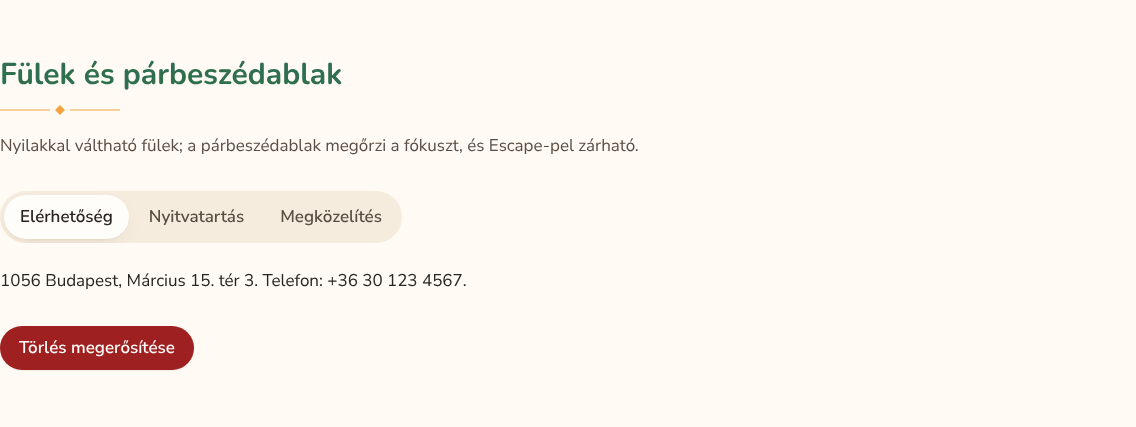 Fülek és párbeszédablak
Nyilakkal váltható fülek; a párbeszédablak megőrzi a fókuszt, és Escape-pel zárható.
Elérhetőség Nyitvatartás Megközelítés
1056 Budapest, Március 15. tér 3. Telefon: +36 30 123 4567.
Törlés megerősítése